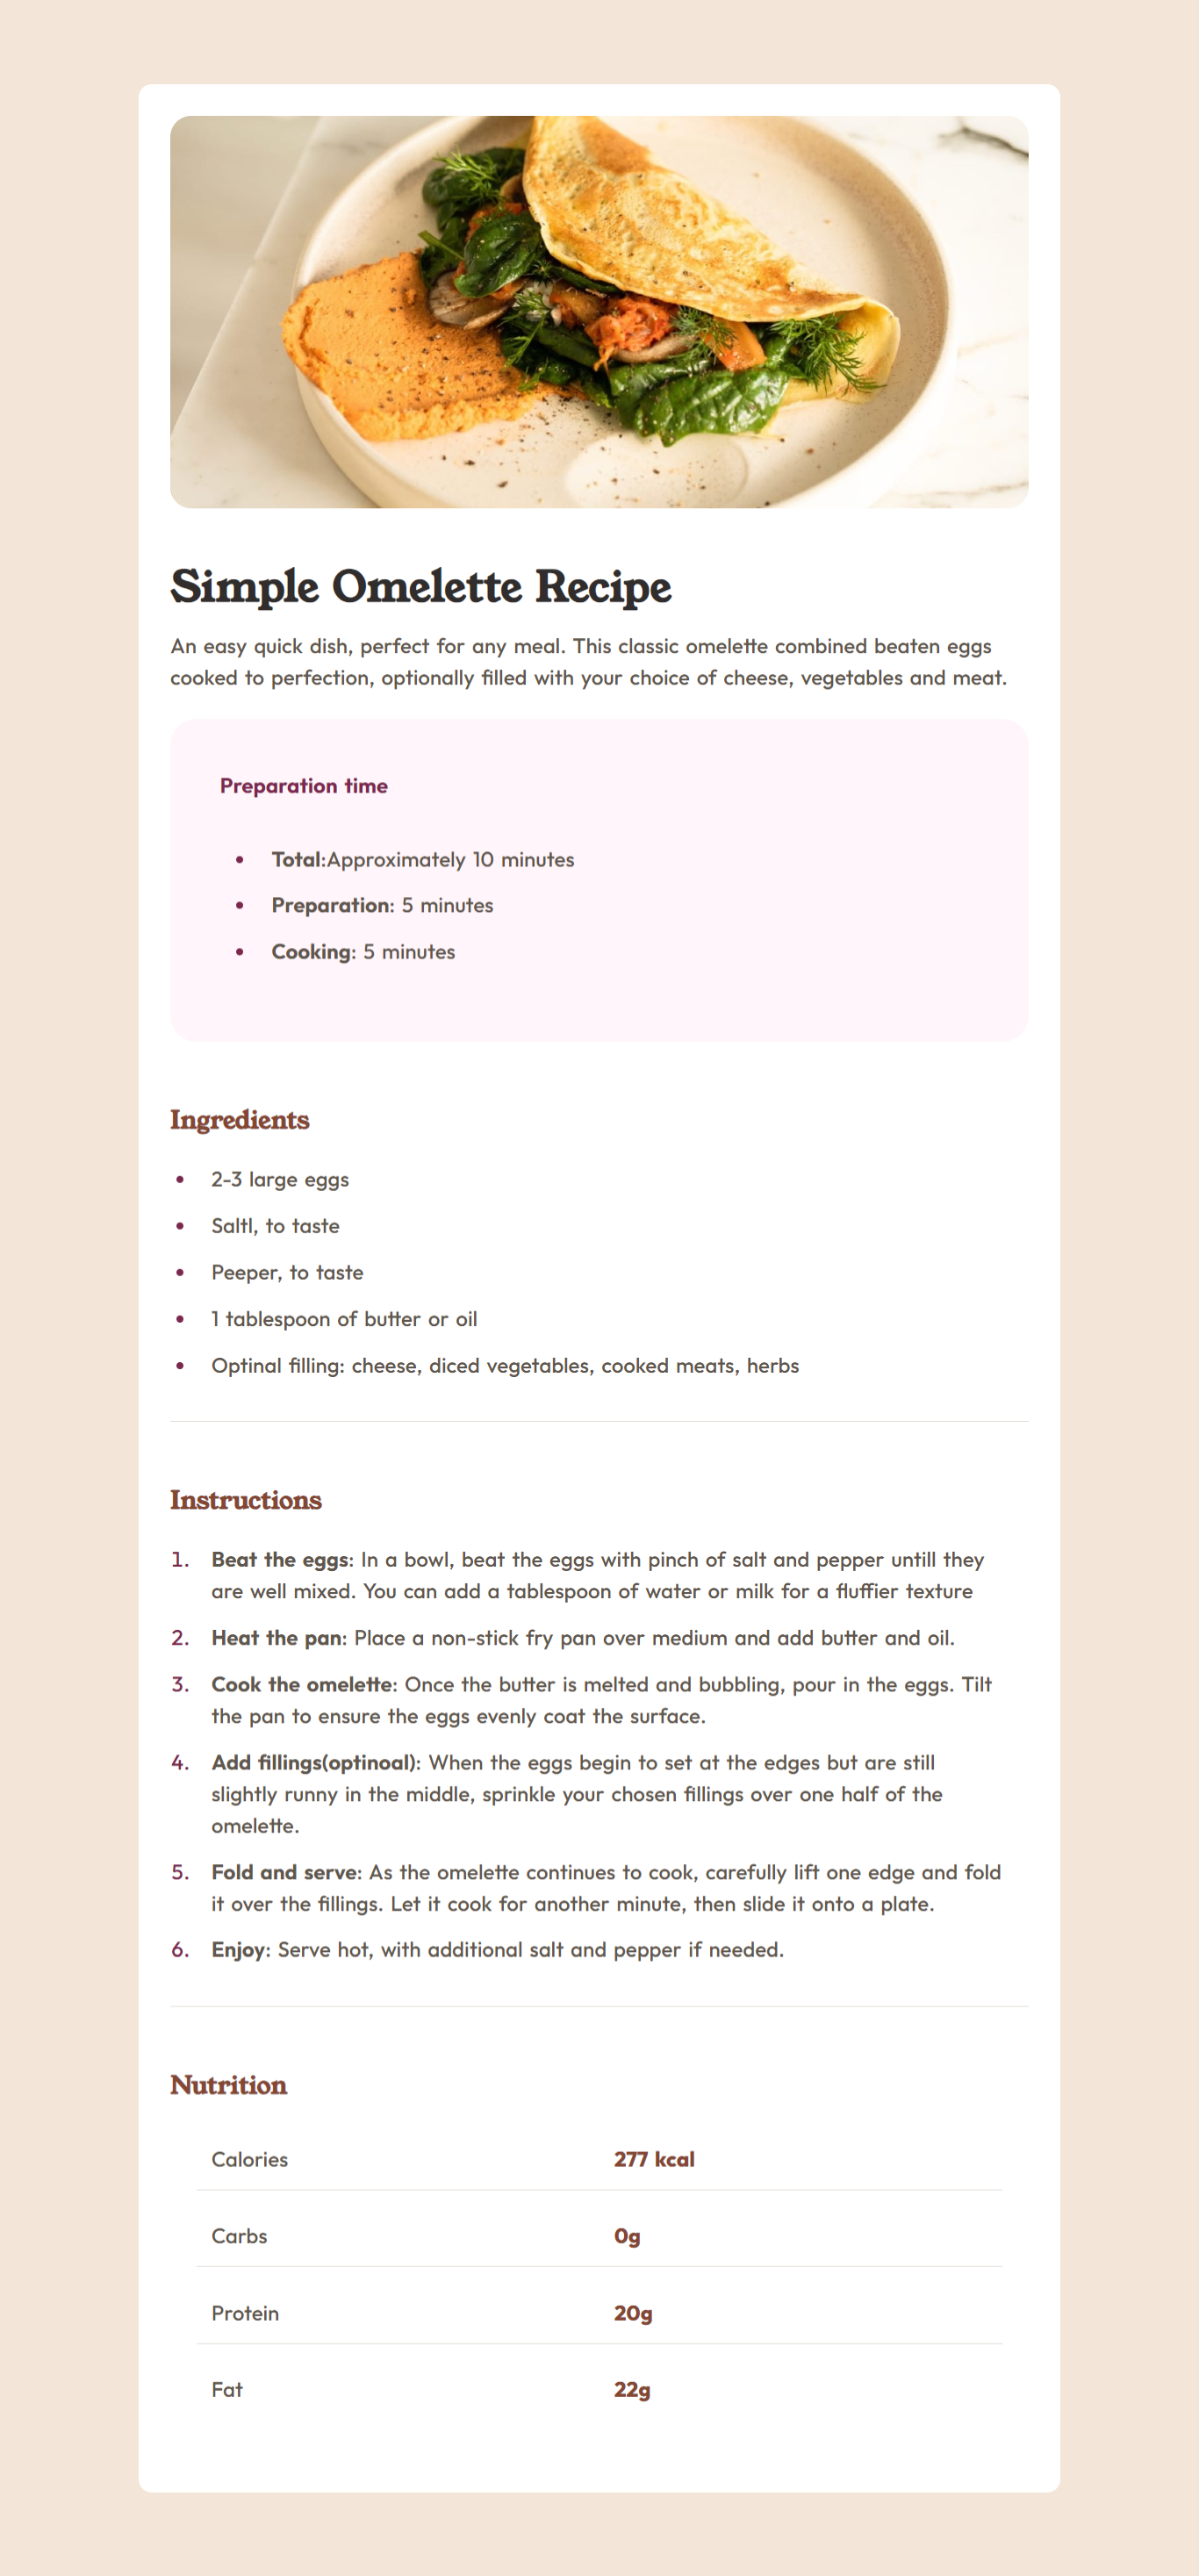 Simple Omelette Recipe
An easy quick dish, perfect for any meal. This classic omelette combined beaten eggs
cooked to perfection, optionally filled with your choice of cheese, vegetables and meat.
Preparation time
• Total:Approximately 10 minutes
• Preparation: 5 minutes
• Cooking: 5 minutes
Ingredients
• 2-3 large eggs
• Saltl, to taste
• Peeper, to taste
• 1 tablespoon of butter or oil
• Optinal filling: cheese, diced vegetables, cooked meats, herbs
Instructions
1. Beat the eggs: In a bowl, beat the eggs with pinch of salt and pepper untill they
are well mixed. You can add a tablespoon of water or milk for a fluffier texture
2. Heat the pan: Place a non-stick fry pan over medium and add butter and oil.
3. Cook the omelette: Once the butter is melted and bubbling, pour in the eggs. Tilt
the pan to ensure the eggs evenly coat the surface.
4. Add fillings(optinoal): When the eggs begin to set at the edges but are still
slightly runny in the middle, sprinkle your chosen fillings over one half of the
omelette.
5. Fold and serve: As the omelette continues to cook, carefully lift one edge and fold
it over the fillings. Let it cook for another minute, then slide it onto a plate.
6. Enjoy: Serve hot, with additional salt and pepper if needed.
Nutrition
Calories 277 kcal
Carbs 0g
Protein 20g
Fat 22g